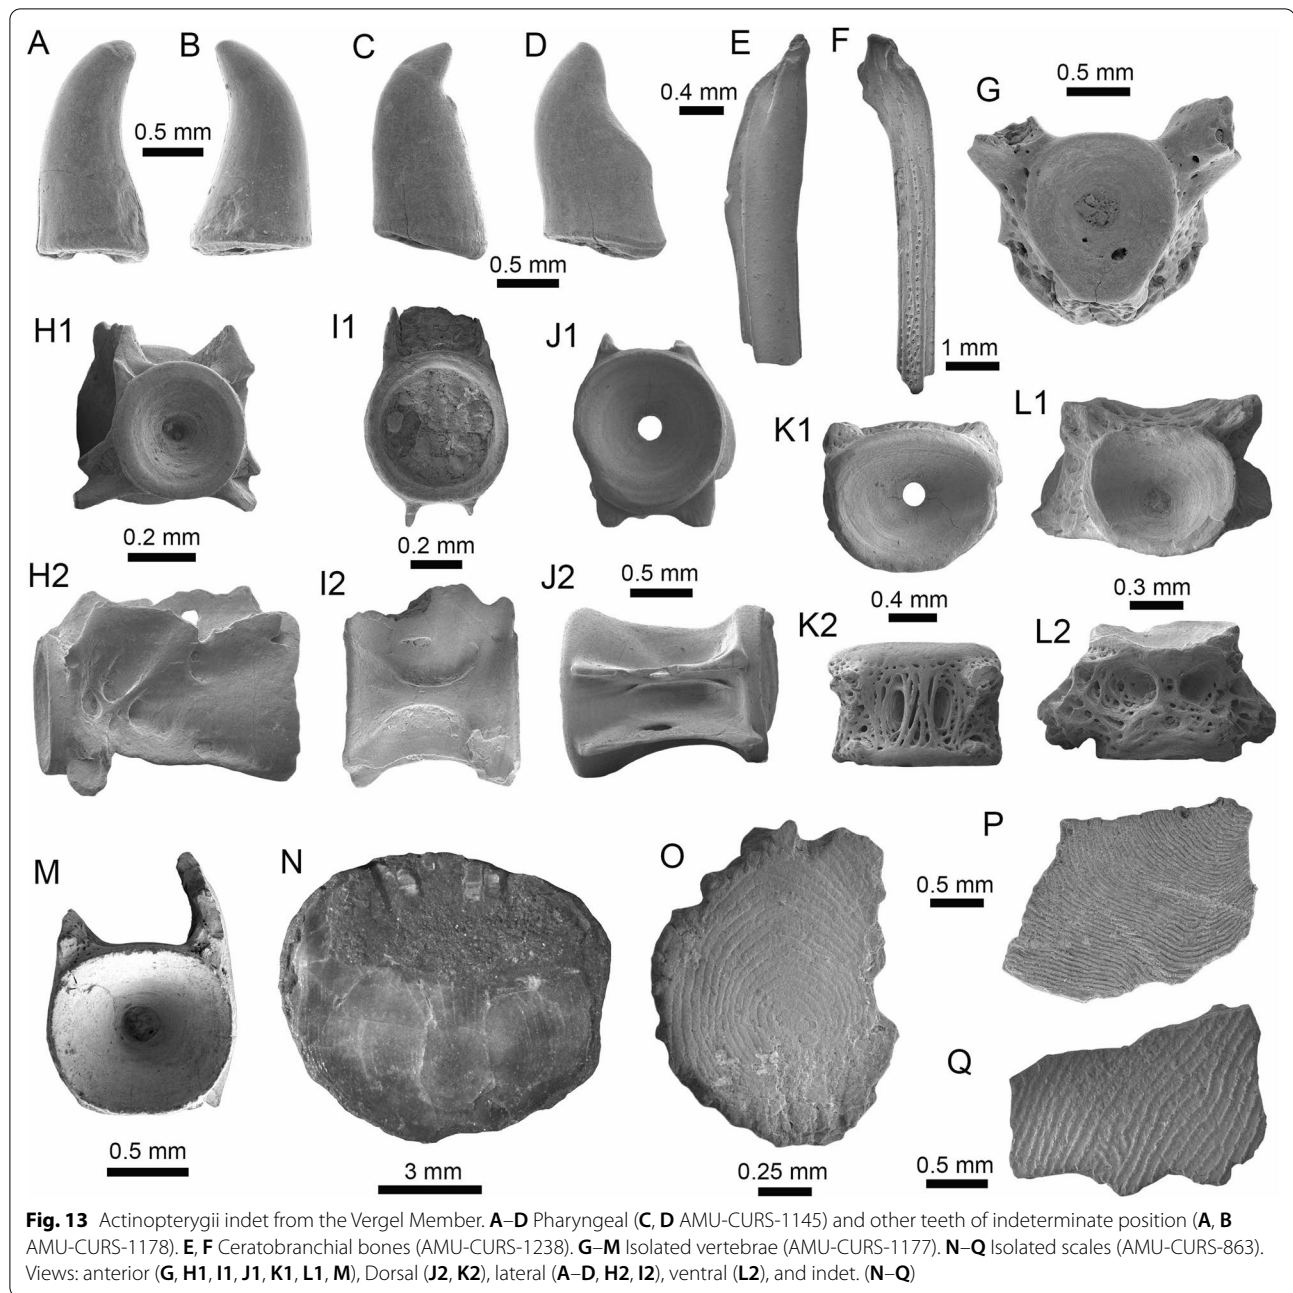 A
B
C
D
E
F
G
0.5 mm
0.4 mm
0.5 mm
0.5 mm
H1
I1
J1
1 mm
K1
L1
0.2 mm
0.2 mm
H2
I2
J2
0.5 mm
0.4 mm
0.3 mm
K2
L2
M
N
O
P
0.5 mm
Q
0.5 mm
3 mm
0.25 mm
0.5 mm
Fig. 13 Actinopterygii indet from the Vergel Member. A–D Pharyngeal (C, D AMU-CURS-1145) and other teeth of indeterminate position (A, B
AMU-CURS-1178). E, F Ceratobranchial bones (AMU-CURS-1238). G–M Isolated vertebrae (AMU-CURS-1177). N–Q Isolated scales (AMU-CURS-863).
Views: anterior (G, H1, I1, J1, K1, L1, M), Dorsal (J2, K2), lateral (A–D, H2, I2), ventral (L2), and indet. (N–Q)